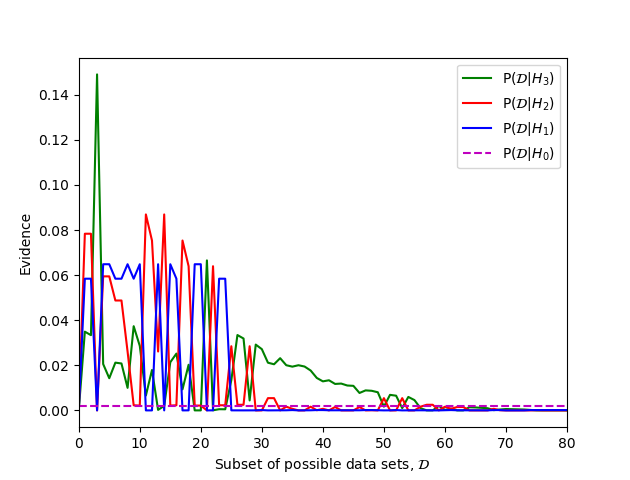 P(𝒟|H₃)
P(𝒟|H₂)
P(𝒟|H₁)
P(𝒟|H₀)
0.14
0.12
0.10
0.08
0.06
0.04
0.02
0.00
Evidence
0 10 20 30 40 50 60 70 80
Subset of possible data sets, 𝒟